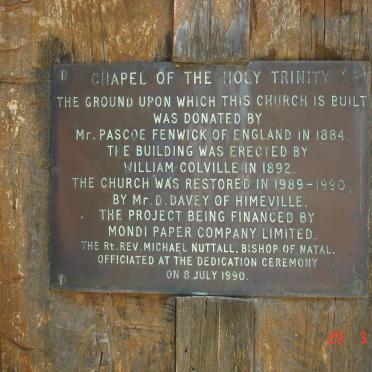 CHAPEL OF THE HOLY TRINITY
THE GROUND UPON WHICH THIS CHURCH IS BUILT
WAS DONATED BY
Mr. PASCOE FENWICK OF ENGLAND IN 1884.
THE BUILDING WAS ERECTED BY
WILLIAM COLVILLE IN 1892.
THE CHURCH WAS RESTORED IN 1989-1990
BY Mr. D. DAVEY OF HIMEVILLE.
THE PROJECT BEING FINANCED BY
MONDI PAPER COMPANY LIMITED.
THE Rt. REV. MICHAEL NUTTALL, BISHOP OF NATAL,
OFFICIATED AT THE DEDICATION CEREMONY
ON 8 JULY 1990.